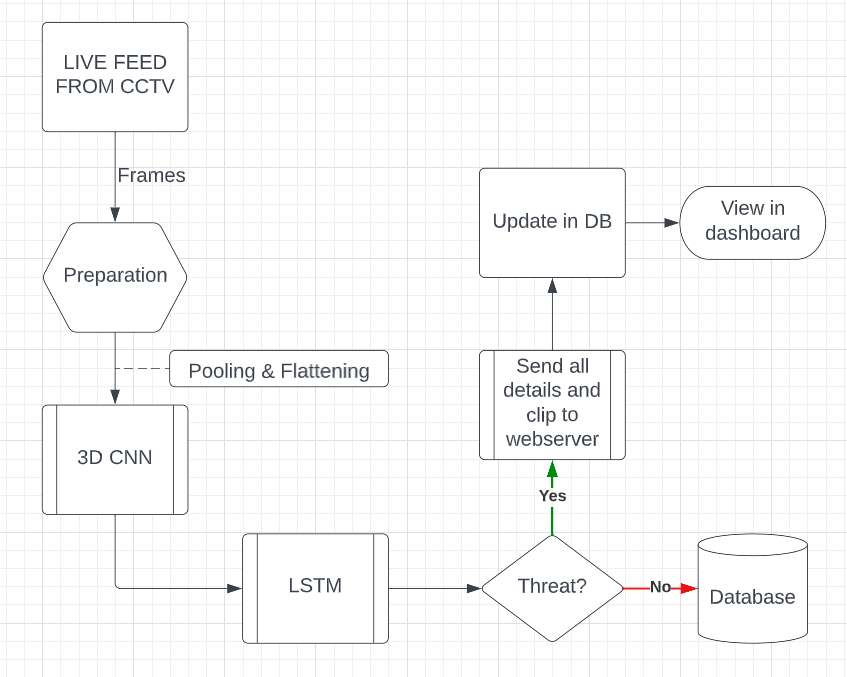 LIVE FEED
FROM CCTV
Frames
Preparation
Pooling & Flattening
3D CNN
LSTM
Threat?
Yes
No
Database
Send all
details and
clip to
webserver
Update in DB
View in
dashboard